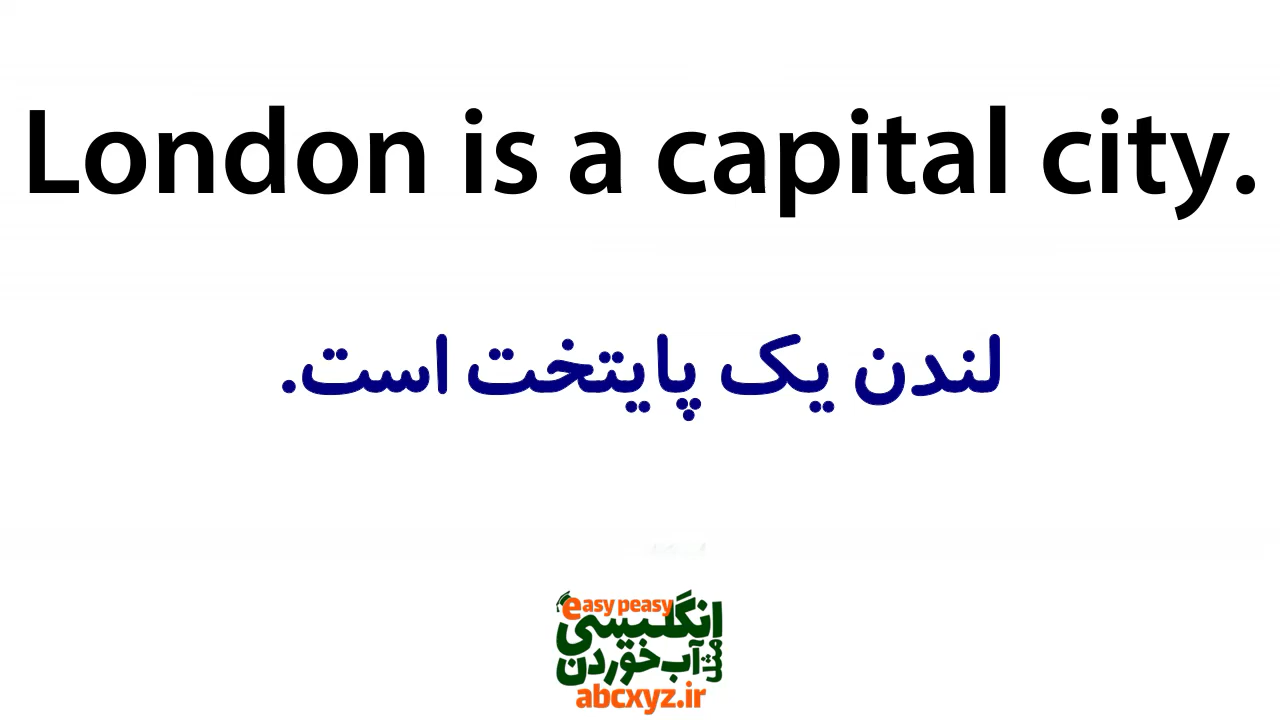 London is a capital city.
لندن یک پایتخت است.
easy peasy
انگلیسی
مثل آب خوردن
abcxyz.ir